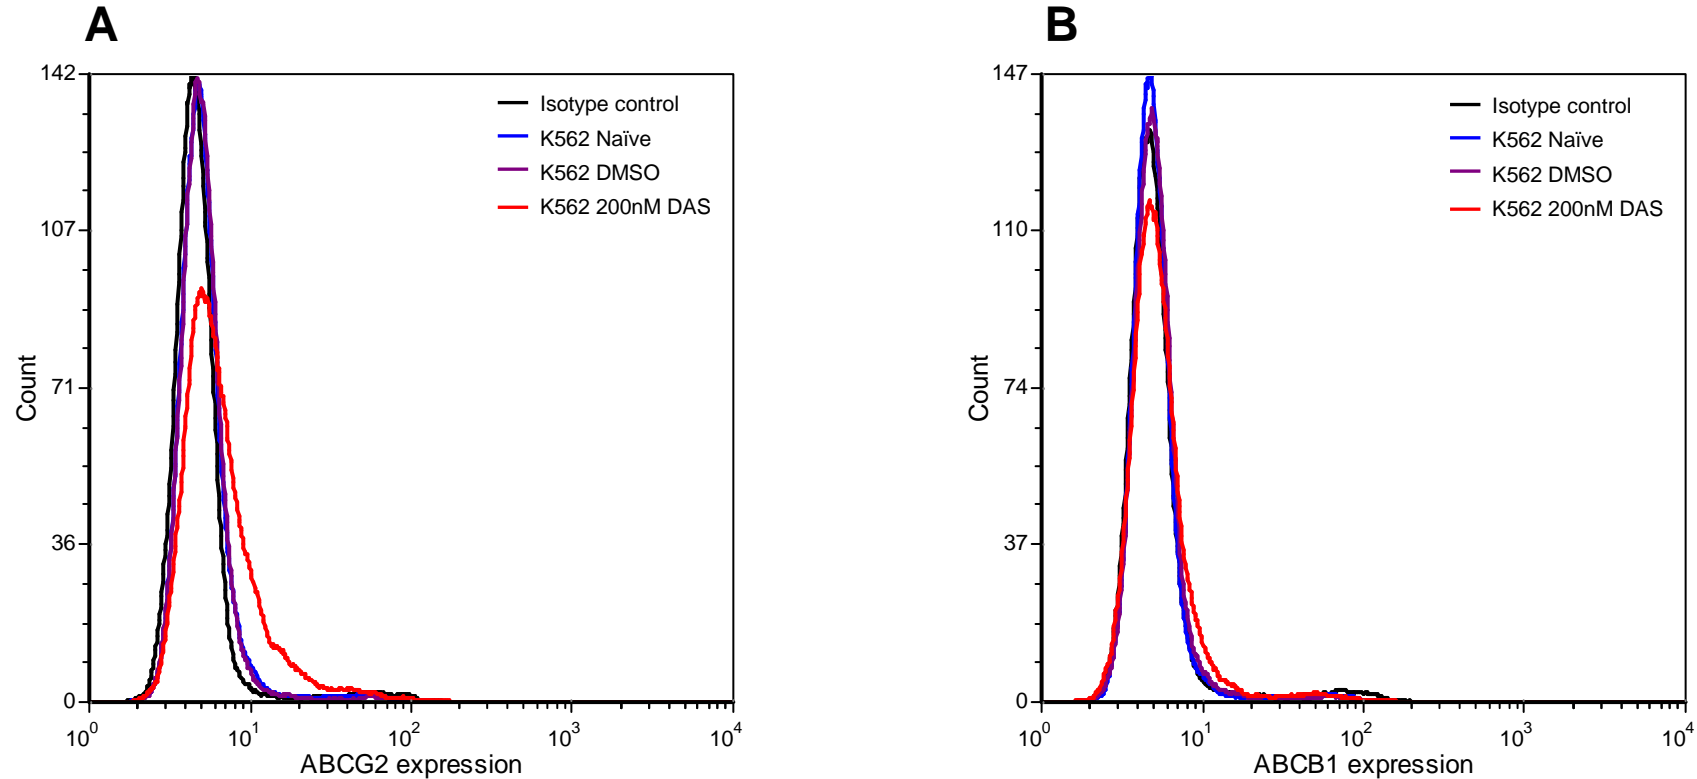 A
142
107
71
36
0
Count
10^0
10^1
10^2
10^3
10^4
ABCG2 expression
Isotype control
K562 Naïve
K562 DMSO
K562 200nM DAS
B
147
110
74
37
0
Count
10^0
10^1
10^2
10^3
10^4
ABCB1 expression
Isotype control
K562 Naïve
K562 DMSO
K562 200nM DAS